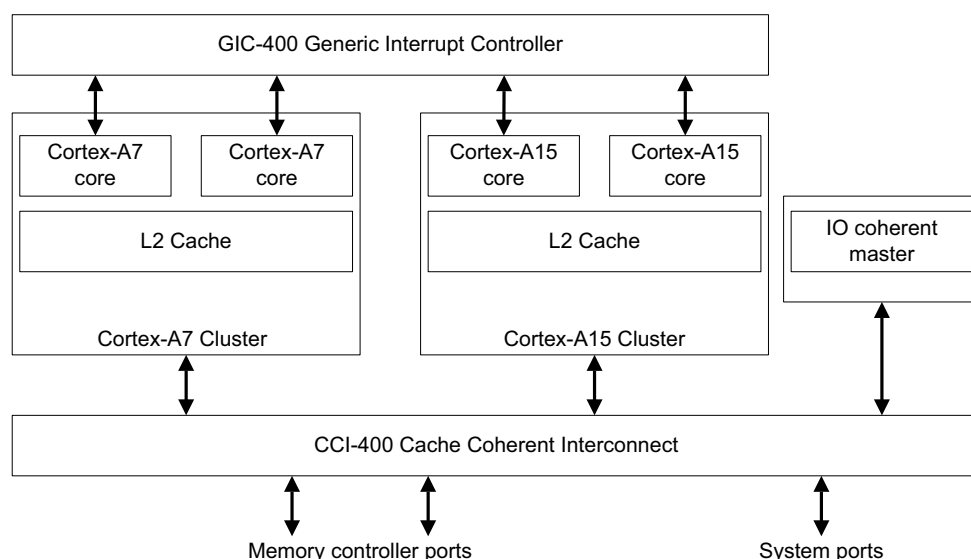 GIC-400 Generic Interrupt Controller
Cortex-A7
core
Cortex-A7
core
Cortex-A15
core
Cortex-A15
core
L2 Cache
L2 Cache
IO coherent
master
Cortex-A7 Cluster
Cortex-A15 Cluster
CCI-400 Cache Coherent Interconnect
Memory controller ports
System ports